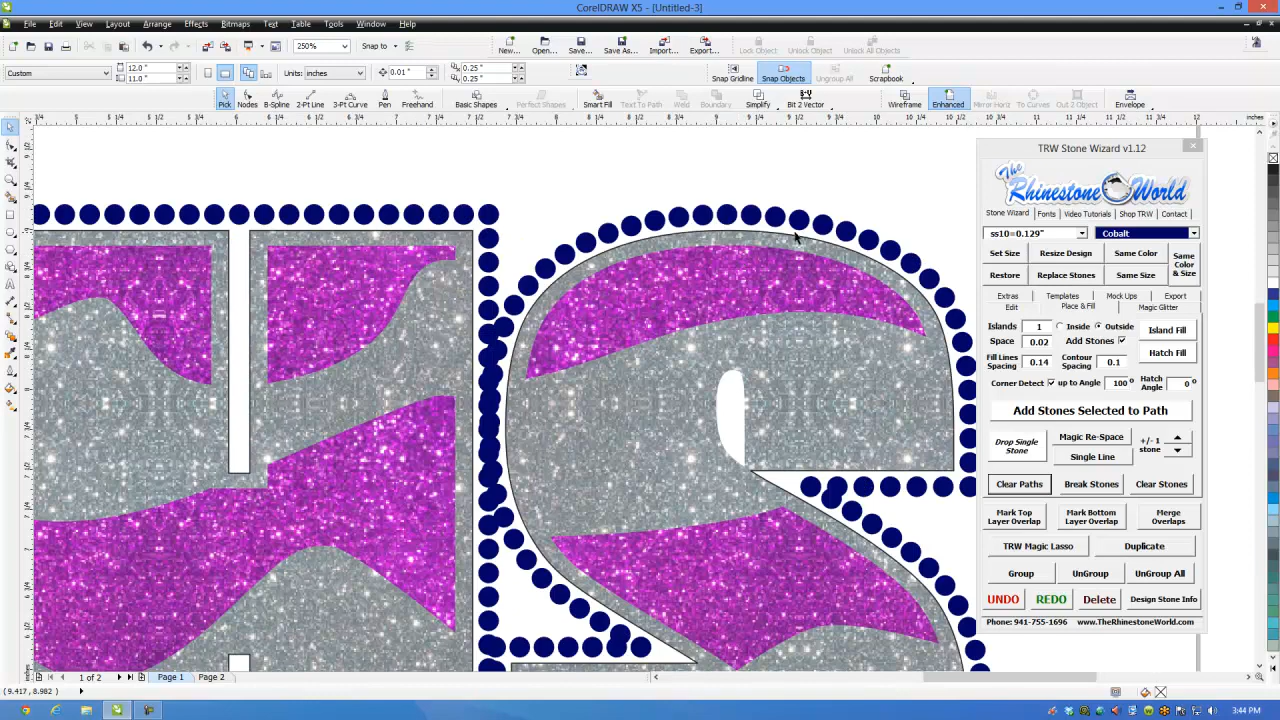 CorelDRAW X5 - [Untitled-3]
File Edit View Layout Arrange Effects Bitmaps Text Table Tools Window Help
250% Snap to New... Open... Save... Save As... Import... Export... Lock Object Unlock Object Unlock All Objects
Custom 12.0 " 11.0 " Units: inches 0.01 " 0.25 " 0.25 " Snap Gridline Snap Objects Ungroup All Scrapbook
Pick Nodes B-Spline 2-Pt Line 3-Pt Curve Pen Freehand Basic Shapes Perfect Shapes Smart Fill Text To Path Weld Boundary Simplify Bit 2 Vector Wireframe Enhanced Mirror Horiz To Curves Out 2 Object Envelope
inches
TRW Stone Wizard v1.12
The Rhinestone World
Stone Wizard Fonts Video Tutorials Shop TRW Contact
ss10=0.129" Cobalt
Set Size Resize Design Same Color Same Color & Size
Restore Replace Stones Same Size
Extras Templates Mock Ups Export
Edit Place & Fill Magic Glitter
Islands 1 Inside Outside Island Fill
Space 0.02 Add Stones
Hatch Fill
Fill Lines Spacing 0.14 Contour Spacing 0.1
Corner Detect up to Angle 100 ° Hatch Angle 0 °
Add Stones Selected to Path
Drop Single Stone Magic Re-Space +/- 1 stone
Single Line
Clear Paths Break Stones Clear Stones
Mark Top Layer Overlap Mark Bottom Layer Overlap Merge Overlaps
TRW Magic Lasso Duplicate
Group UnGroup UnGroup All
UNDO REDO Delete Design Stone Info
Phone: 941-755-1696 www.TheRhinestoneWorld.com
1 of 2 Page 1 Page 2
(9.417, 8.982 )
3:44 PM